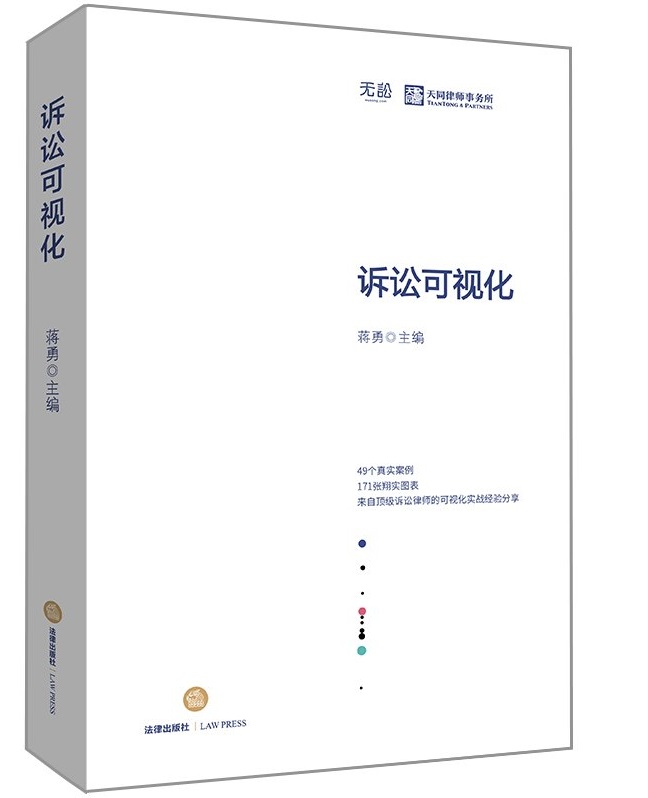 诉讼可视化
蒋勇◎主编
法律出版社 | LAW PRESS
无訟
天同律师事务所
TIANTONG & PARTNERS
诉讼可视化
蒋勇◎主编
49个真实案例
171张翔实图表
来自顶级诉讼律师的可视化实战经验分享
法律出版社 | LAW PRESS